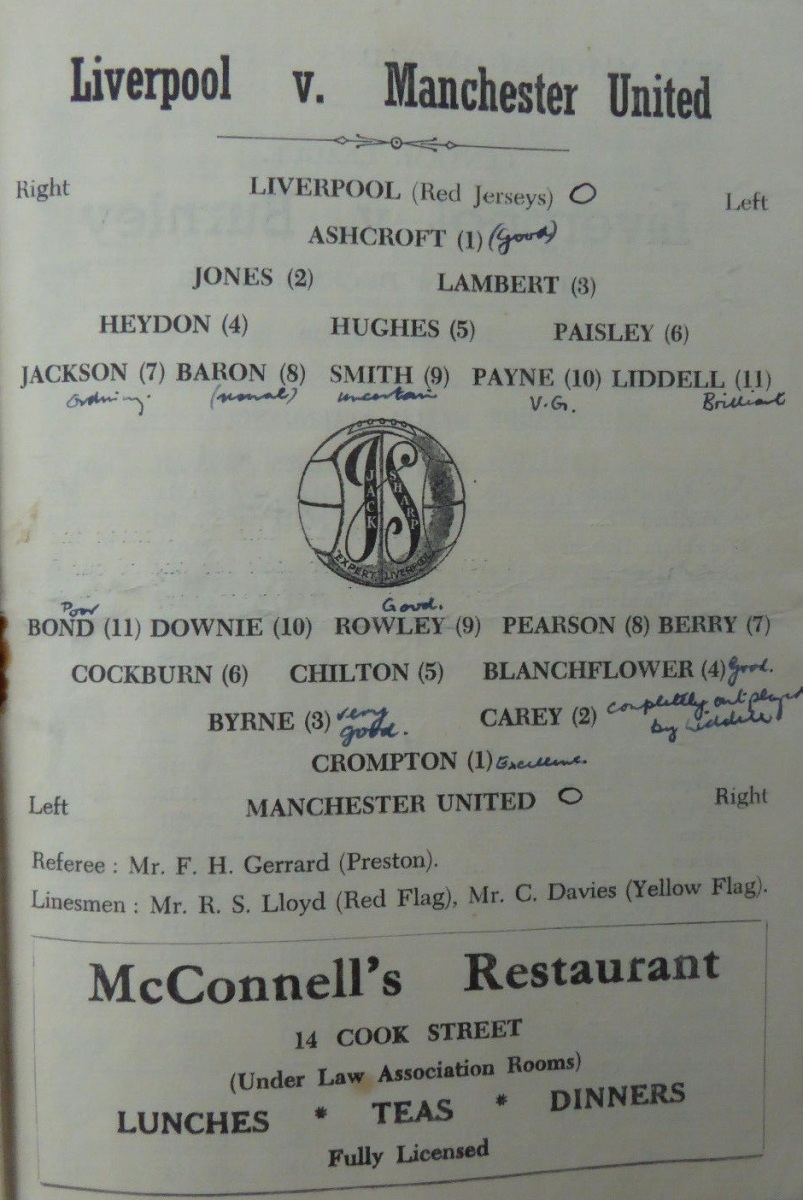 Liverpool v. Manchester United
Right LIVERPOOL (Red Jerseys) O Left
ASHCROFT (1) (Good)
JONES (2) LAMBERT (3)
HEYDON (4) HUGHES (5) PAISLEY (6)
JACKSON (7) BARON (8) SMITH (9) PAYNE (10) LIDDELL (11)
(usual) uncertain V.G. Brilliant
JACK SHARP
EXPERT LIVERPOOL
Poor Good.
BOND (11) DOWNIE (10) ROWLEY (9) PEARSON (8) BERRY (7)
COCKBURN (6) CHILTON (5) BLANCHFLOWER (4) Good.
BYRNE (3) very good. CAREY (2) completely outplayed by Liddell
CROMPTON (1) Excellent.
Left MANCHESTER UNITED O Right
Referee : Mr. F. H. Gerrard (Preston).
Linesmen : Mr. R. S. Lloyd (Red Flag), Mr. C. Davies (Yellow Flag).
McConnell's Restaurant
14 COOK STREET
(Under Law Association Rooms)
LUNCHES * TEAS * DINNERS
Fully Licensed